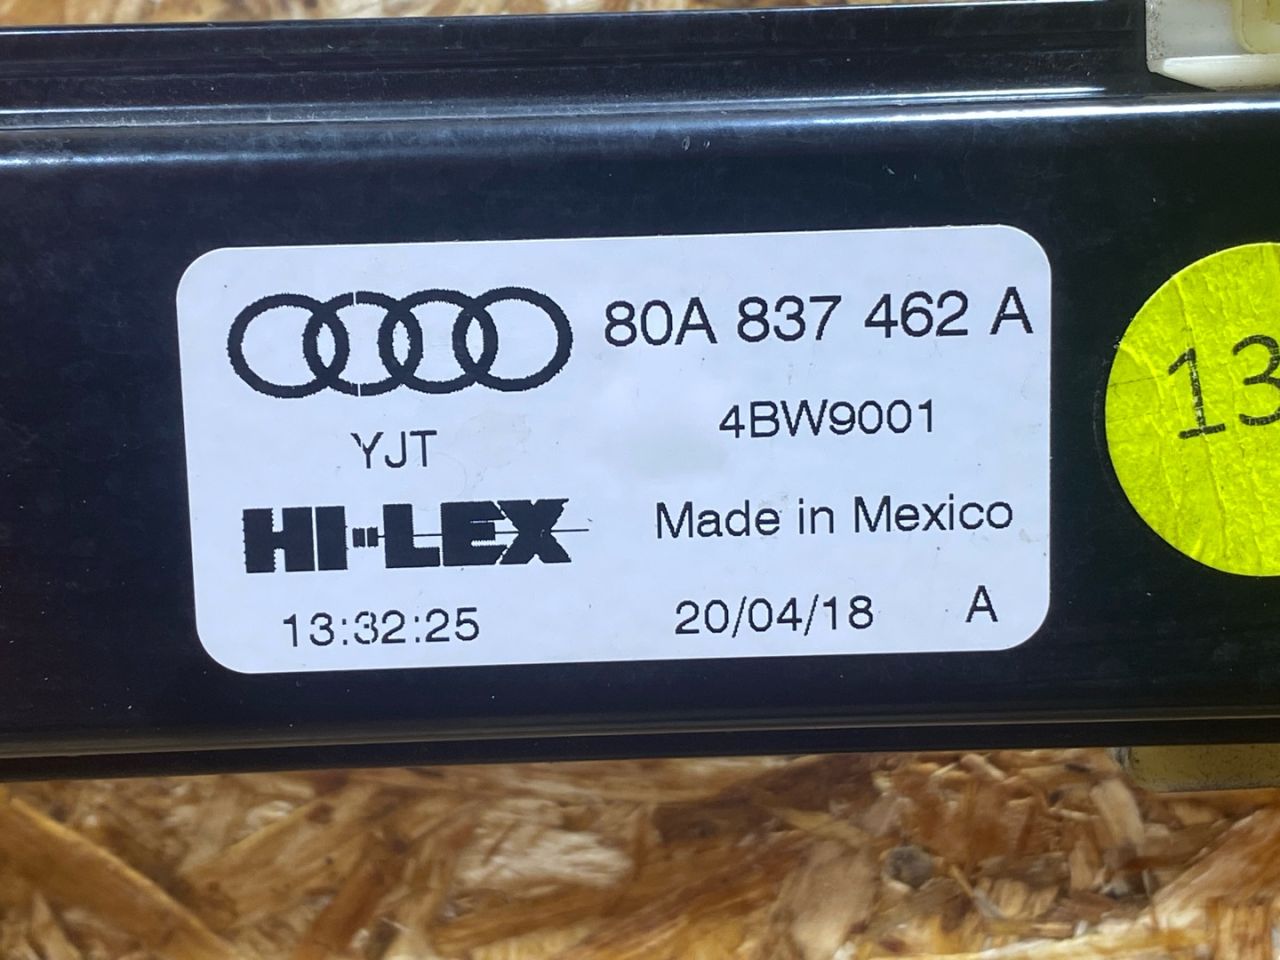 80A 837 462 A
YJT
4BW9001
HI-LEX
Made in Mexico
13:32:25
20/04/18
A
13